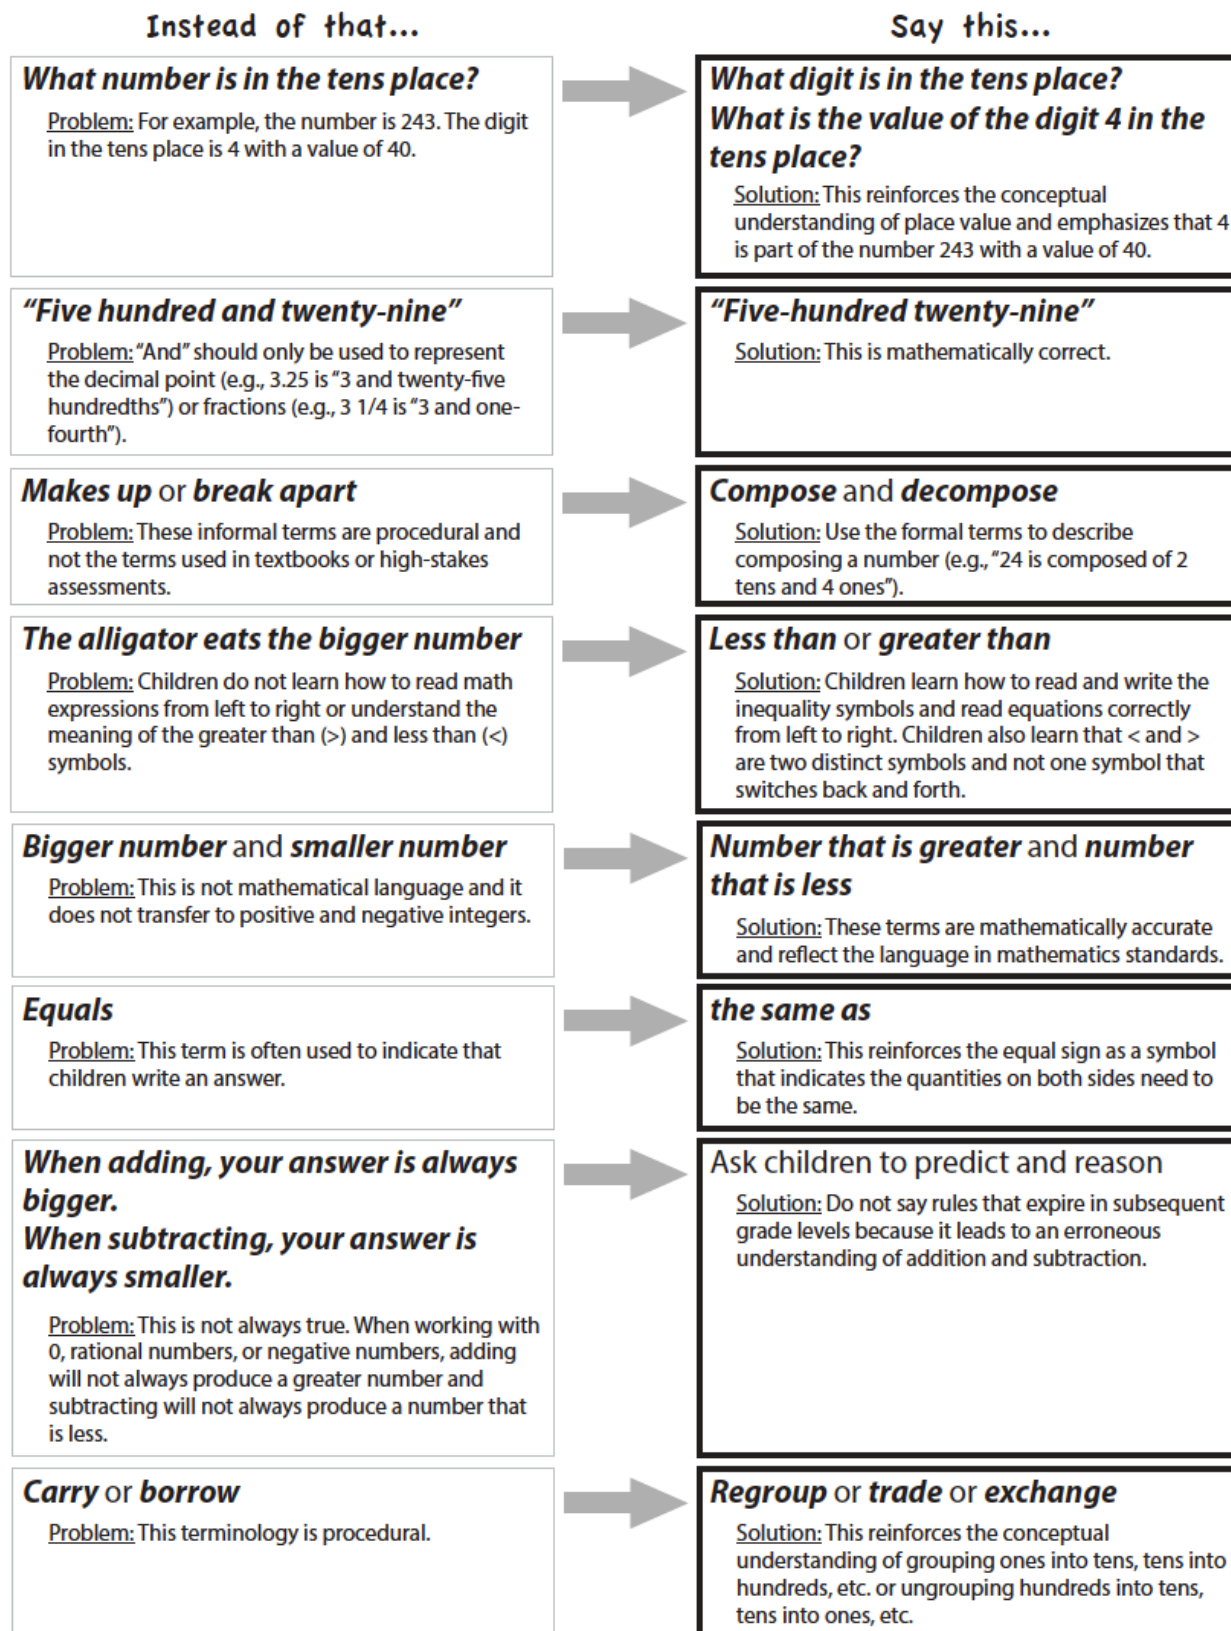 Instead of that...
Say this...
What number is in the tens place?
Problem: For example, the number is 243. The digit
in the tens place is 4 with a value of 40.
What digit is in the tens place?
What is the value of the digit 4 in the
tens place?
Solution: This reinforces the conceptual
understanding of place value and emphasizes that 4
is part of the number 243 with a value of 40.
“Five hundred and twenty-nine”
Problem: “And” should only be used to represent
the decimal point (e.g., 3.25 is “3 and twenty-five
hundredths”) or fractions (e.g., 3 1/4 is “3 and one-
fourth”).
“Five-hundred twenty-nine”
Solution: This is mathematically correct.
Makes up or break apart
Problem: These informal terms are procedural and
not the terms used in textbooks or high-stakes
assessments.
Compose and decompose
Solution: Use the formal terms to describe
composing a number (e.g., “24 is composed of 2
tens and 4 ones”).
The alligator eats the bigger number
Problem: Children do not learn how to read math
expressions from left to right or understand the
meaning of the greater than (>) and less than (<)
symbols.
Less than or greater than
Solution: Children learn how to read and write the
inequality symbols and read equations correctly
from left to right. Children also learn that < and >
are two distinct symbols and not one symbol that
switches back and forth.
Bigger number and smaller number
Problem: This is not mathematical language and it
does not transfer to positive and negative integers.
Number that is greater and number
that is less
Solution: These terms are mathematically accurate
and reflect the language in mathematics standards.
Equals
Problem: This term is often used to indicate that
children write an answer.
the same as
Solution: This reinforces the equal sign as a symbol
that indicates the quantities on both sides need to
be the same.
When adding, your answer is always
bigger.
When subtracting, your answer is
always smaller.
Problem: This is not always true. When working with
0, rational numbers, or negative numbers, adding
will not always produce a greater number and
subtracting will not always produce a number that
is less.
Ask children to predict and reason
Solution: Do not say rules that expire in subsequent
grade levels because it leads to an erroneous
understanding of addition and subtraction.
Carry or borrow
Problem: This terminology is procedural.
Regroup or trade or exchange
Solution: This reinforces the conceptual
understanding of grouping ones into tens, tens into
hundreds, etc. or ungrouping hundreds into tens,
tens into ones, etc.